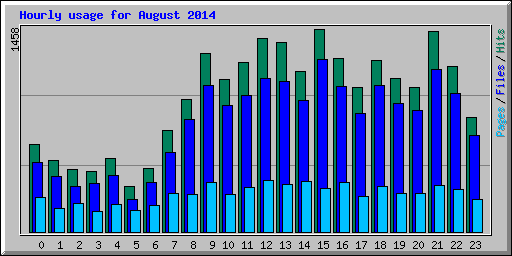 Hourly usage for August 2014
1458
Pages / Files / Hits
0 1 2 3 4 5 6 7 8 9 10 11 12 13 14 15 16 17 18 19 20 21 22 23